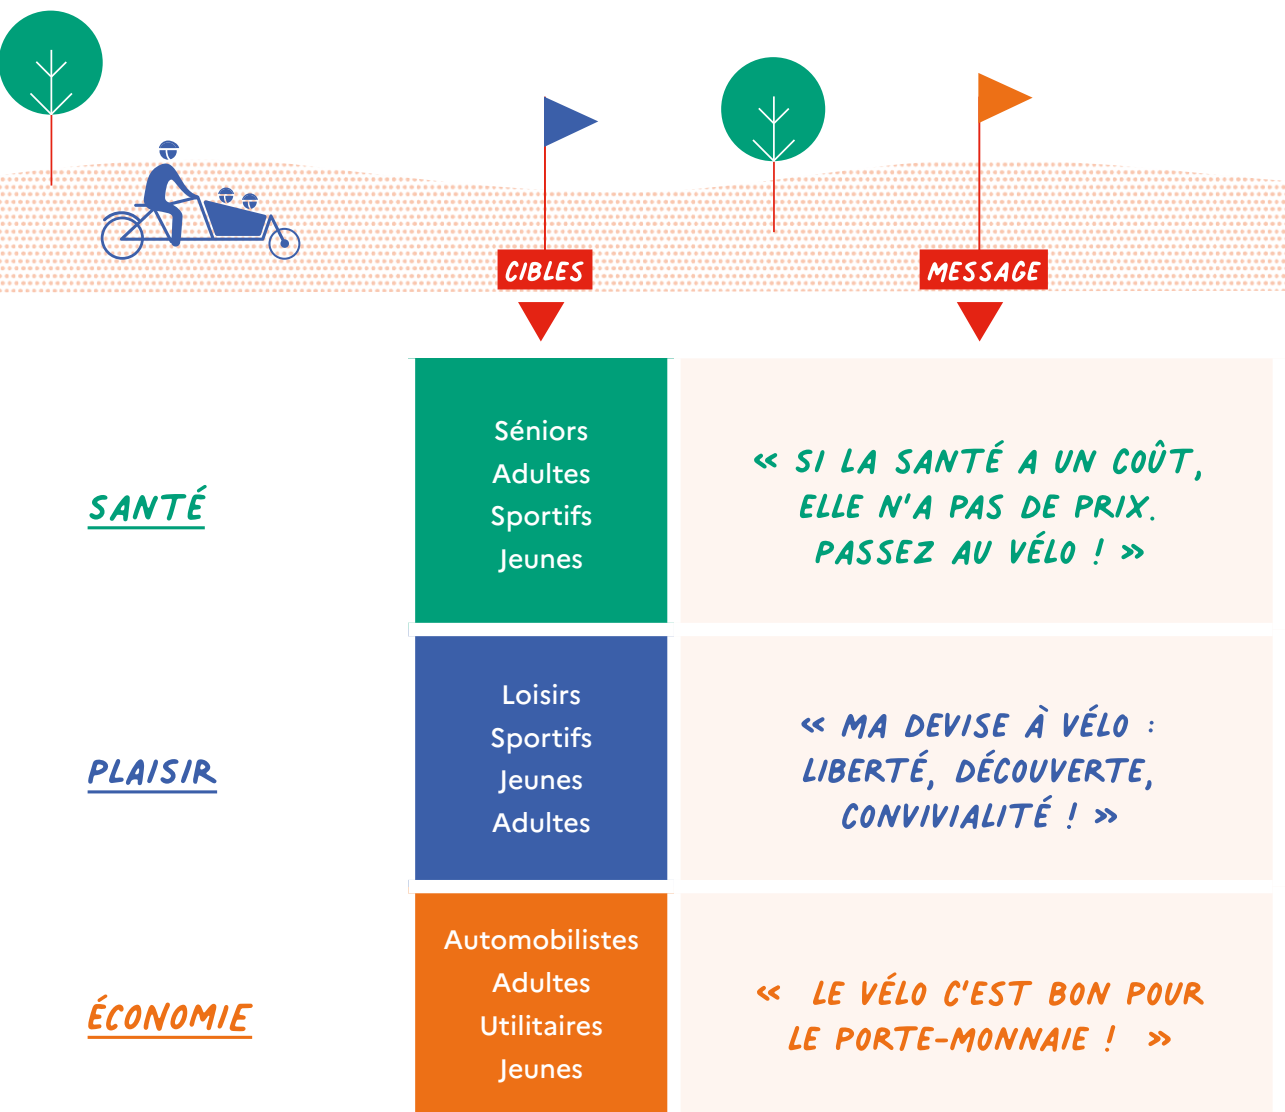 CIBLES
MESSAGE
SANTÉ
Séniors
Adultes
Sportifs
Jeunes
« SI LA SANTÉ A UN COÛT,
ELLE N'A PAS DE PRIX.
PASSEZ AU VÉLO ! »
PLAISIR
Loisirs
Sportifs
Jeunes
Adultes
« MA DEVISE À VÉLO :
LIBERTÉ, DÉCOUVERTE,
CONVIVIALITÉ ! »
ÉCONOMIE
Automobilistes
Adultes
Utilitaires
Jeunes
« LE VÉLO C'EST BON POUR
LE PORTE-MONNAIE ! »